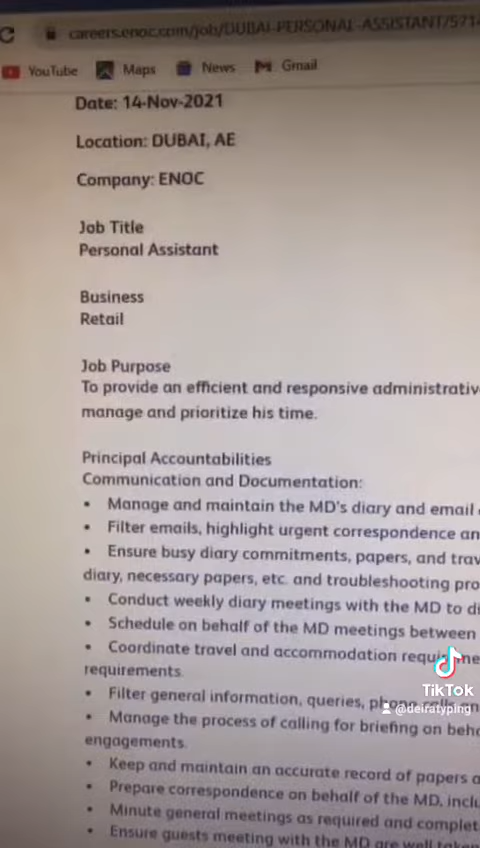 careers.enoc.com/job/DUBAI-PERSONAL-ASSISTANT/571
YouTube Maps News Gmail
Date: 14-Nov-2021
Location: DUBAI, AE
Company: ENOC
Job Title
Personal Assistant
Business
Retail
Job Purpose
To provide an efficient and responsive administrativ
manage and prioritize his time.
Principal Accountabilities
Communication and Documentation:
• Manage and maintain the MD's diary and email
• Filter emails, highlight urgent correspondence an
• Ensure busy diary commitments, papers, and trav
diary, necessary papers, etc. and troubleshooting pro
• Conduct weekly diary meetings with the MD to di
• Schedule on behalf of the MD meetings between
• Coordinate travel and accommodation
requirements.
• Filter general information, queries, phone calls
• Manage the process of calling for briefing on beh
engagements.
• Keep and maintain an accurate record of papers a
• Prepare correspondence on behalf of the MD, inclu
• Minute general meetings as required and complet
• Ensure guests meeting with the MD are well taken
TikTok
@deiratyping